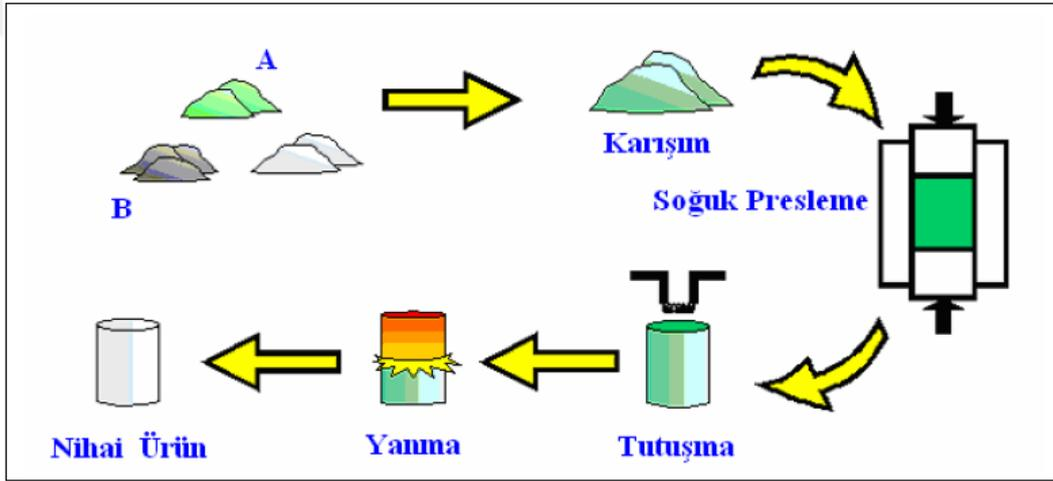 A
B
Karışım
Soğuk Presleme
Tutuşma
Yanma
Nihai Ürün